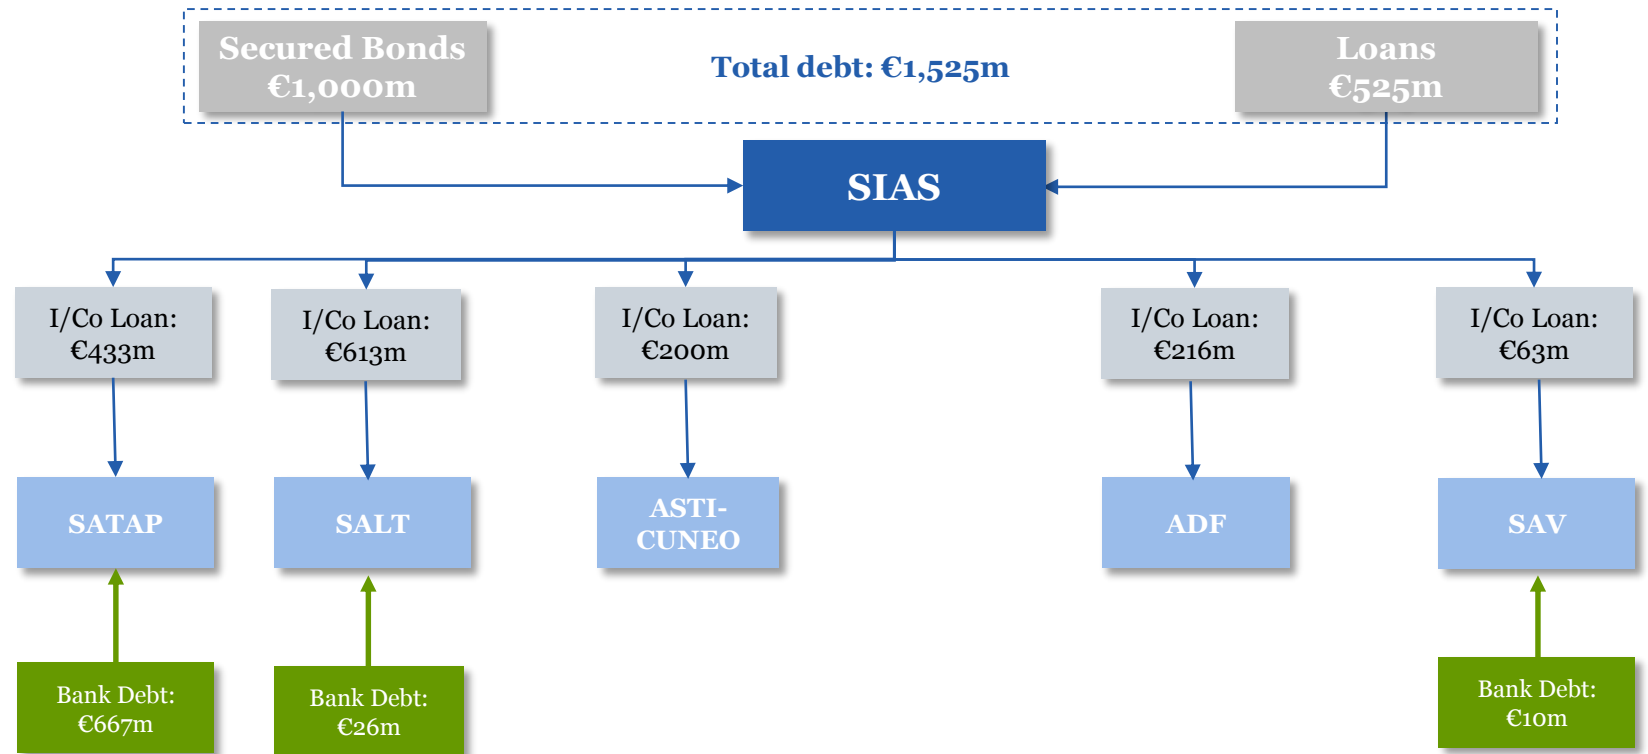 Secured Bonds
€1,000m
Total debt: €1,525m
Loans
€525m
SIAS
I/Co Loan:
€433m
I/Co Loan:
€613m
I/Co Loan:
€200m
I/Co Loan:
€216m
I/Co Loan:
€63m
SATAP
SALT
ASTI-
CUNEO
ADF
SAV
Bank Debt:
€667m
Bank Debt:
€26m
Bank Debt:
€10m